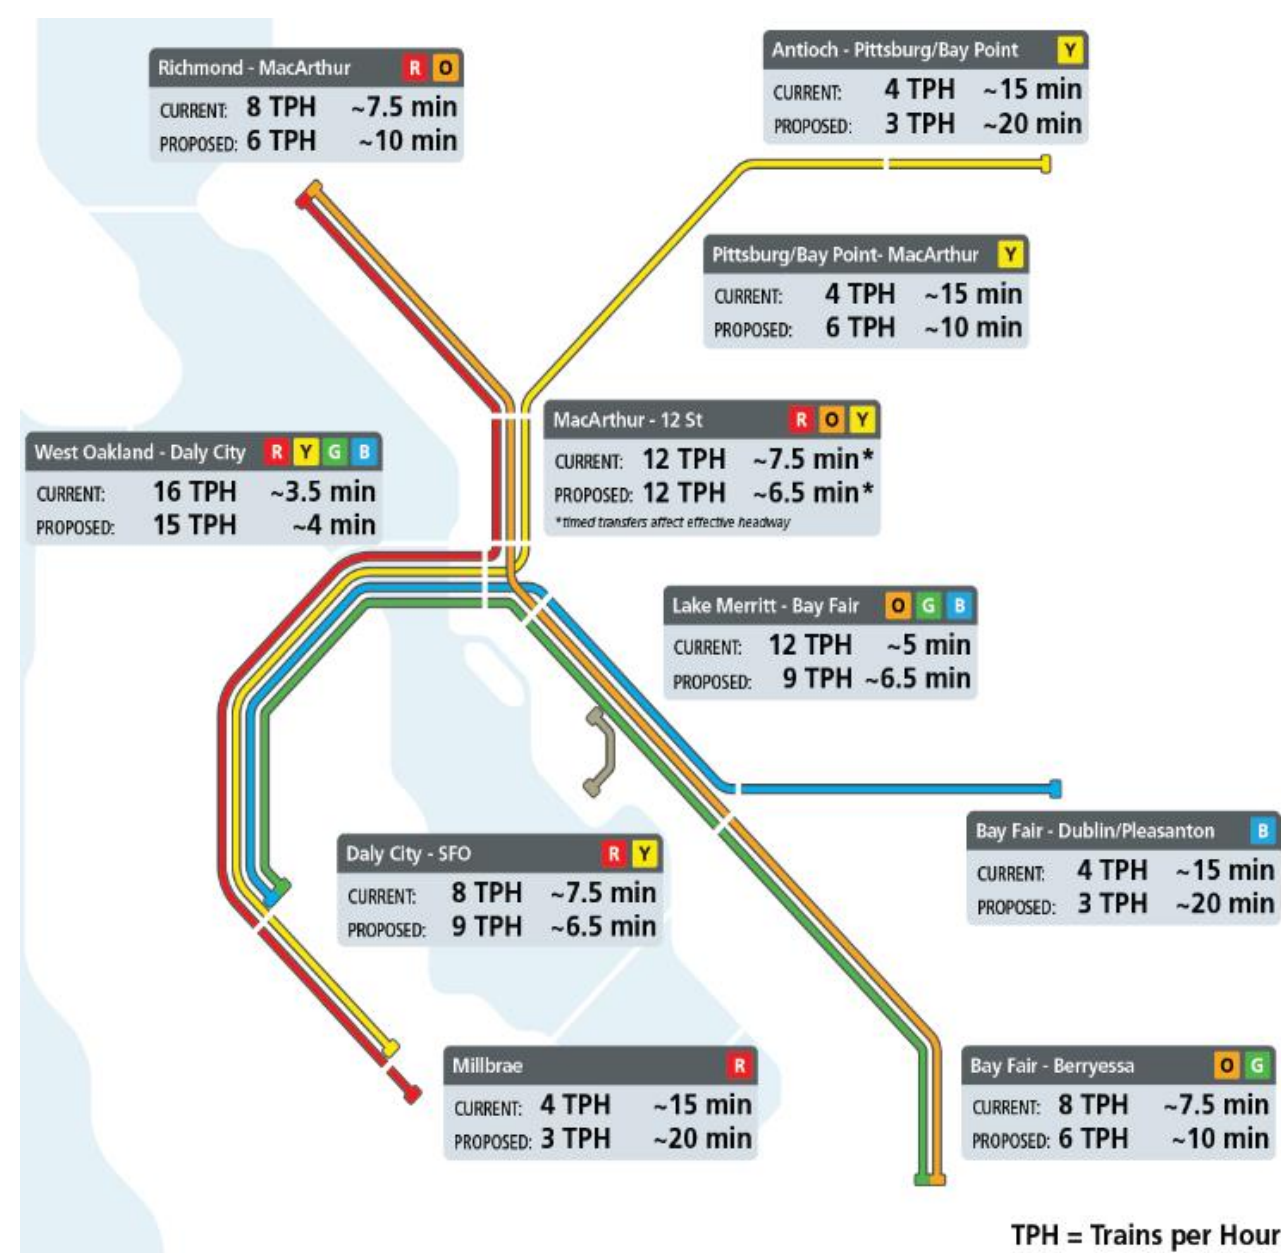 Richmond - MacArthur R O
CURRENT: 8 TPH ~7.5 min
PROPOSED: 6 TPH ~10 min
Antioch - Pittsburg/Bay Point Y
CURRENT: 4 TPH ~15 min
PROPOSED: 3 TPH ~20 min
Pittsburg/Bay Point- MacArthur Y
CURRENT: 4 TPH ~15 min
PROPOSED: 6 TPH ~10 min
MacArthur - 12 St R O Y
CURRENT: 12 TPH ~7.5 min*
PROPOSED: 12 TPH ~6.5 min*
*timed transfers affect effective headway
West Oakland - Daly City R Y G B
CURRENT: 16 TPH ~3.5 min
PROPOSED: 15 TPH ~4 min
Lake Merritt - Bay Fair O G B
CURRENT: 12 TPH ~5 min
PROPOSED: 9 TPH ~6.5 min
Bay Fair - Dublin/Pleasanton B
CURRENT: 4 TPH ~15 min
PROPOSED: 3 TPH ~20 min
Daly City - SFO R Y
CURRENT: 8 TPH ~7.5 min
PROPOSED: 9 TPH ~6.5 min
Millbrae R
CURRENT: 4 TPH ~15 min
PROPOSED: 3 TPH ~20 min
Bay Fair - Berryessa O G
CURRENT: 8 TPH ~7.5 min
PROPOSED: 6 TPH ~10 min
TPH = Trains per Hour